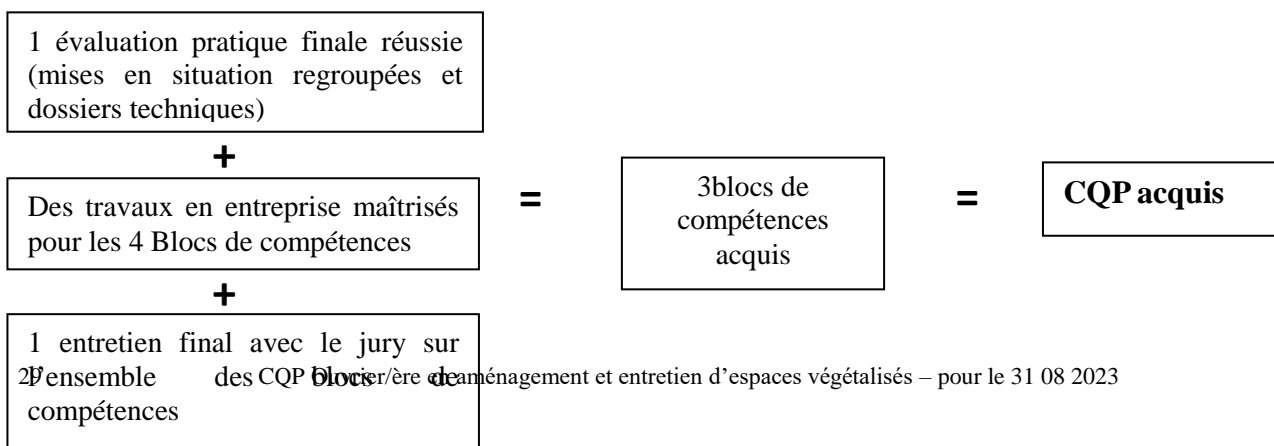 1 évaluation pratique finale réussie
(mises en situation regroupées et
dossiers techniques)
+
Des travaux en entreprise maîtrisés
pour les 4 Blocs de compétences
+
1 entretien final avec le jury sur
l'ensemble des blocs de
compétences
=
3blocs de
compétences
acquis
=
CQP acquis
29 CQP Ouvrier/ère en aménagement et entretien d'espaces végétalisés – pour le 31 08 2023